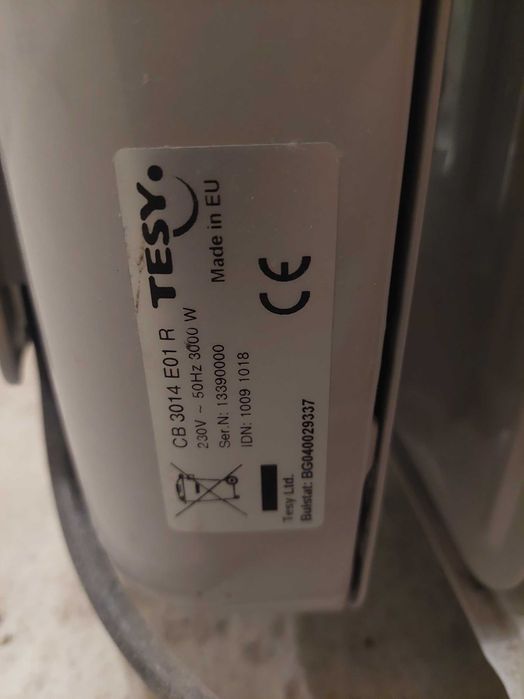 TESY
CB 3014 E01 R
230V ~ 50Hz 3000 W
Ser.N: 13390000
IDN: 1009 1018
Made in EU
CE
Tesy Ltd.
Bulstat: BG040029337